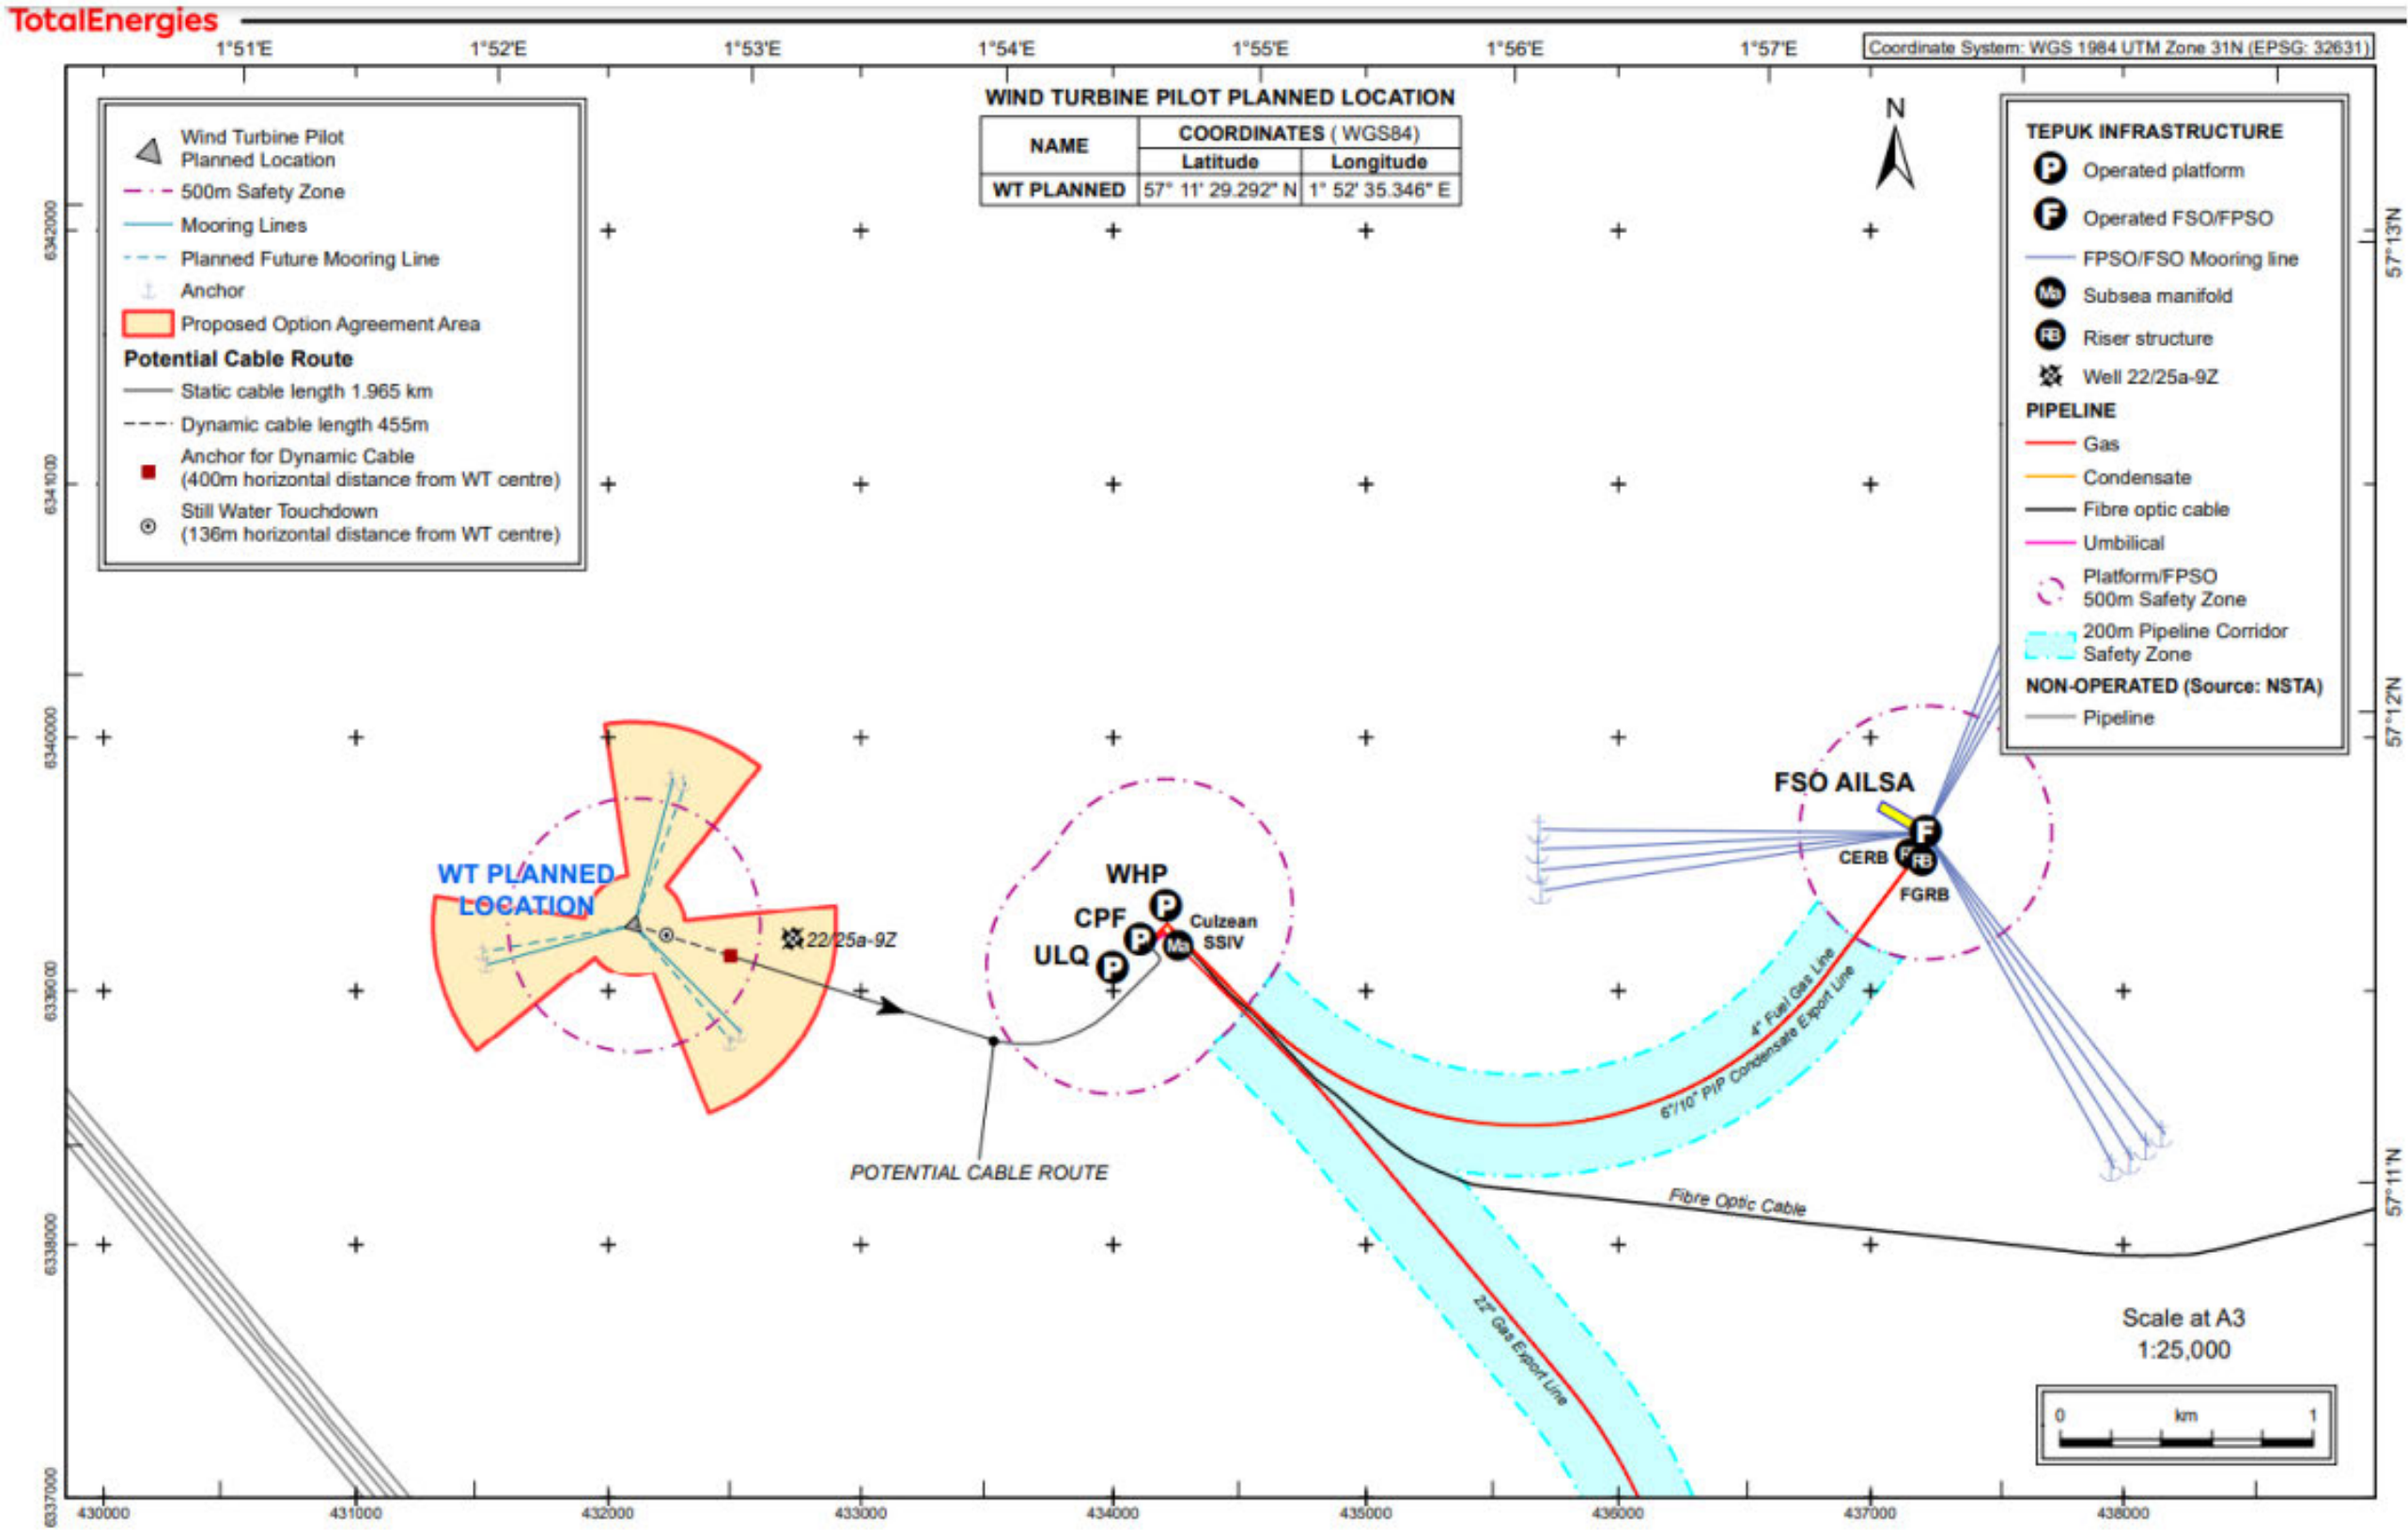 TotalEnergies
1°51'E 1°52'E 1°53'E 1°54'E 1°55'E 1°56'E 1°57'E
Coordinate System: WGS 1984 UTM Zone 31N (EPSG: 32631)
Wind Turbine Pilot
Planned Location
500m Safety Zone
Mooring Lines
Planned Future Mooring Line
Anchor
Proposed Option Agreement Area
Potential Cable Route
Static cable length 1.965 km
Dynamic cable length 455m
Anchor for Dynamic Cable
(400m horizontal distance from WT centre)
Still Water Touchdown
(136m horizontal distance from WT centre)
WIND TURBINE PILOT PLANNED LOCATION
NAME
COORDINATES ( WGS84)
Latitude Longitude
WT PLANNED 57° 11' 29.292" N 1° 52' 35.346" E
N
TEPUK INFRASTRUCTURE
P Operated platform
F Operated FSO/FPSO
FPSO/FSO Mooring line
Ma Subsea manifold
RB Riser structure
Well 22/25a-9Z
PIPELINE
Gas
Condensate
Fibre optic cable
Umbilical
Platform/FPSO
500m Safety Zone
200m Pipeline Corridor
Safety Zone
NON-OPERATED (Source: NSTA)
Pipeline
6342000
6341000
6340000
6339000
6338000
6337000
57°13'N
57°12'N
57°11'N
WT PLANNED
LOCATION
22/25a-9Z
WHP
P
CPF
P
ULQ
P
Ma
Culzean
SSIV
FSO AILSA
F
CERB
RB
FGRB
4" Fuel Gas Line
6"/10" PIP Condensate Export Line
POTENTIAL CABLE ROUTE
Fibre Optic Cable
22" Gas Export Line
Scale at A3
1:25,000
0 km 1
430000 431000 432000 433000 434000 435000 436000 437000 438000